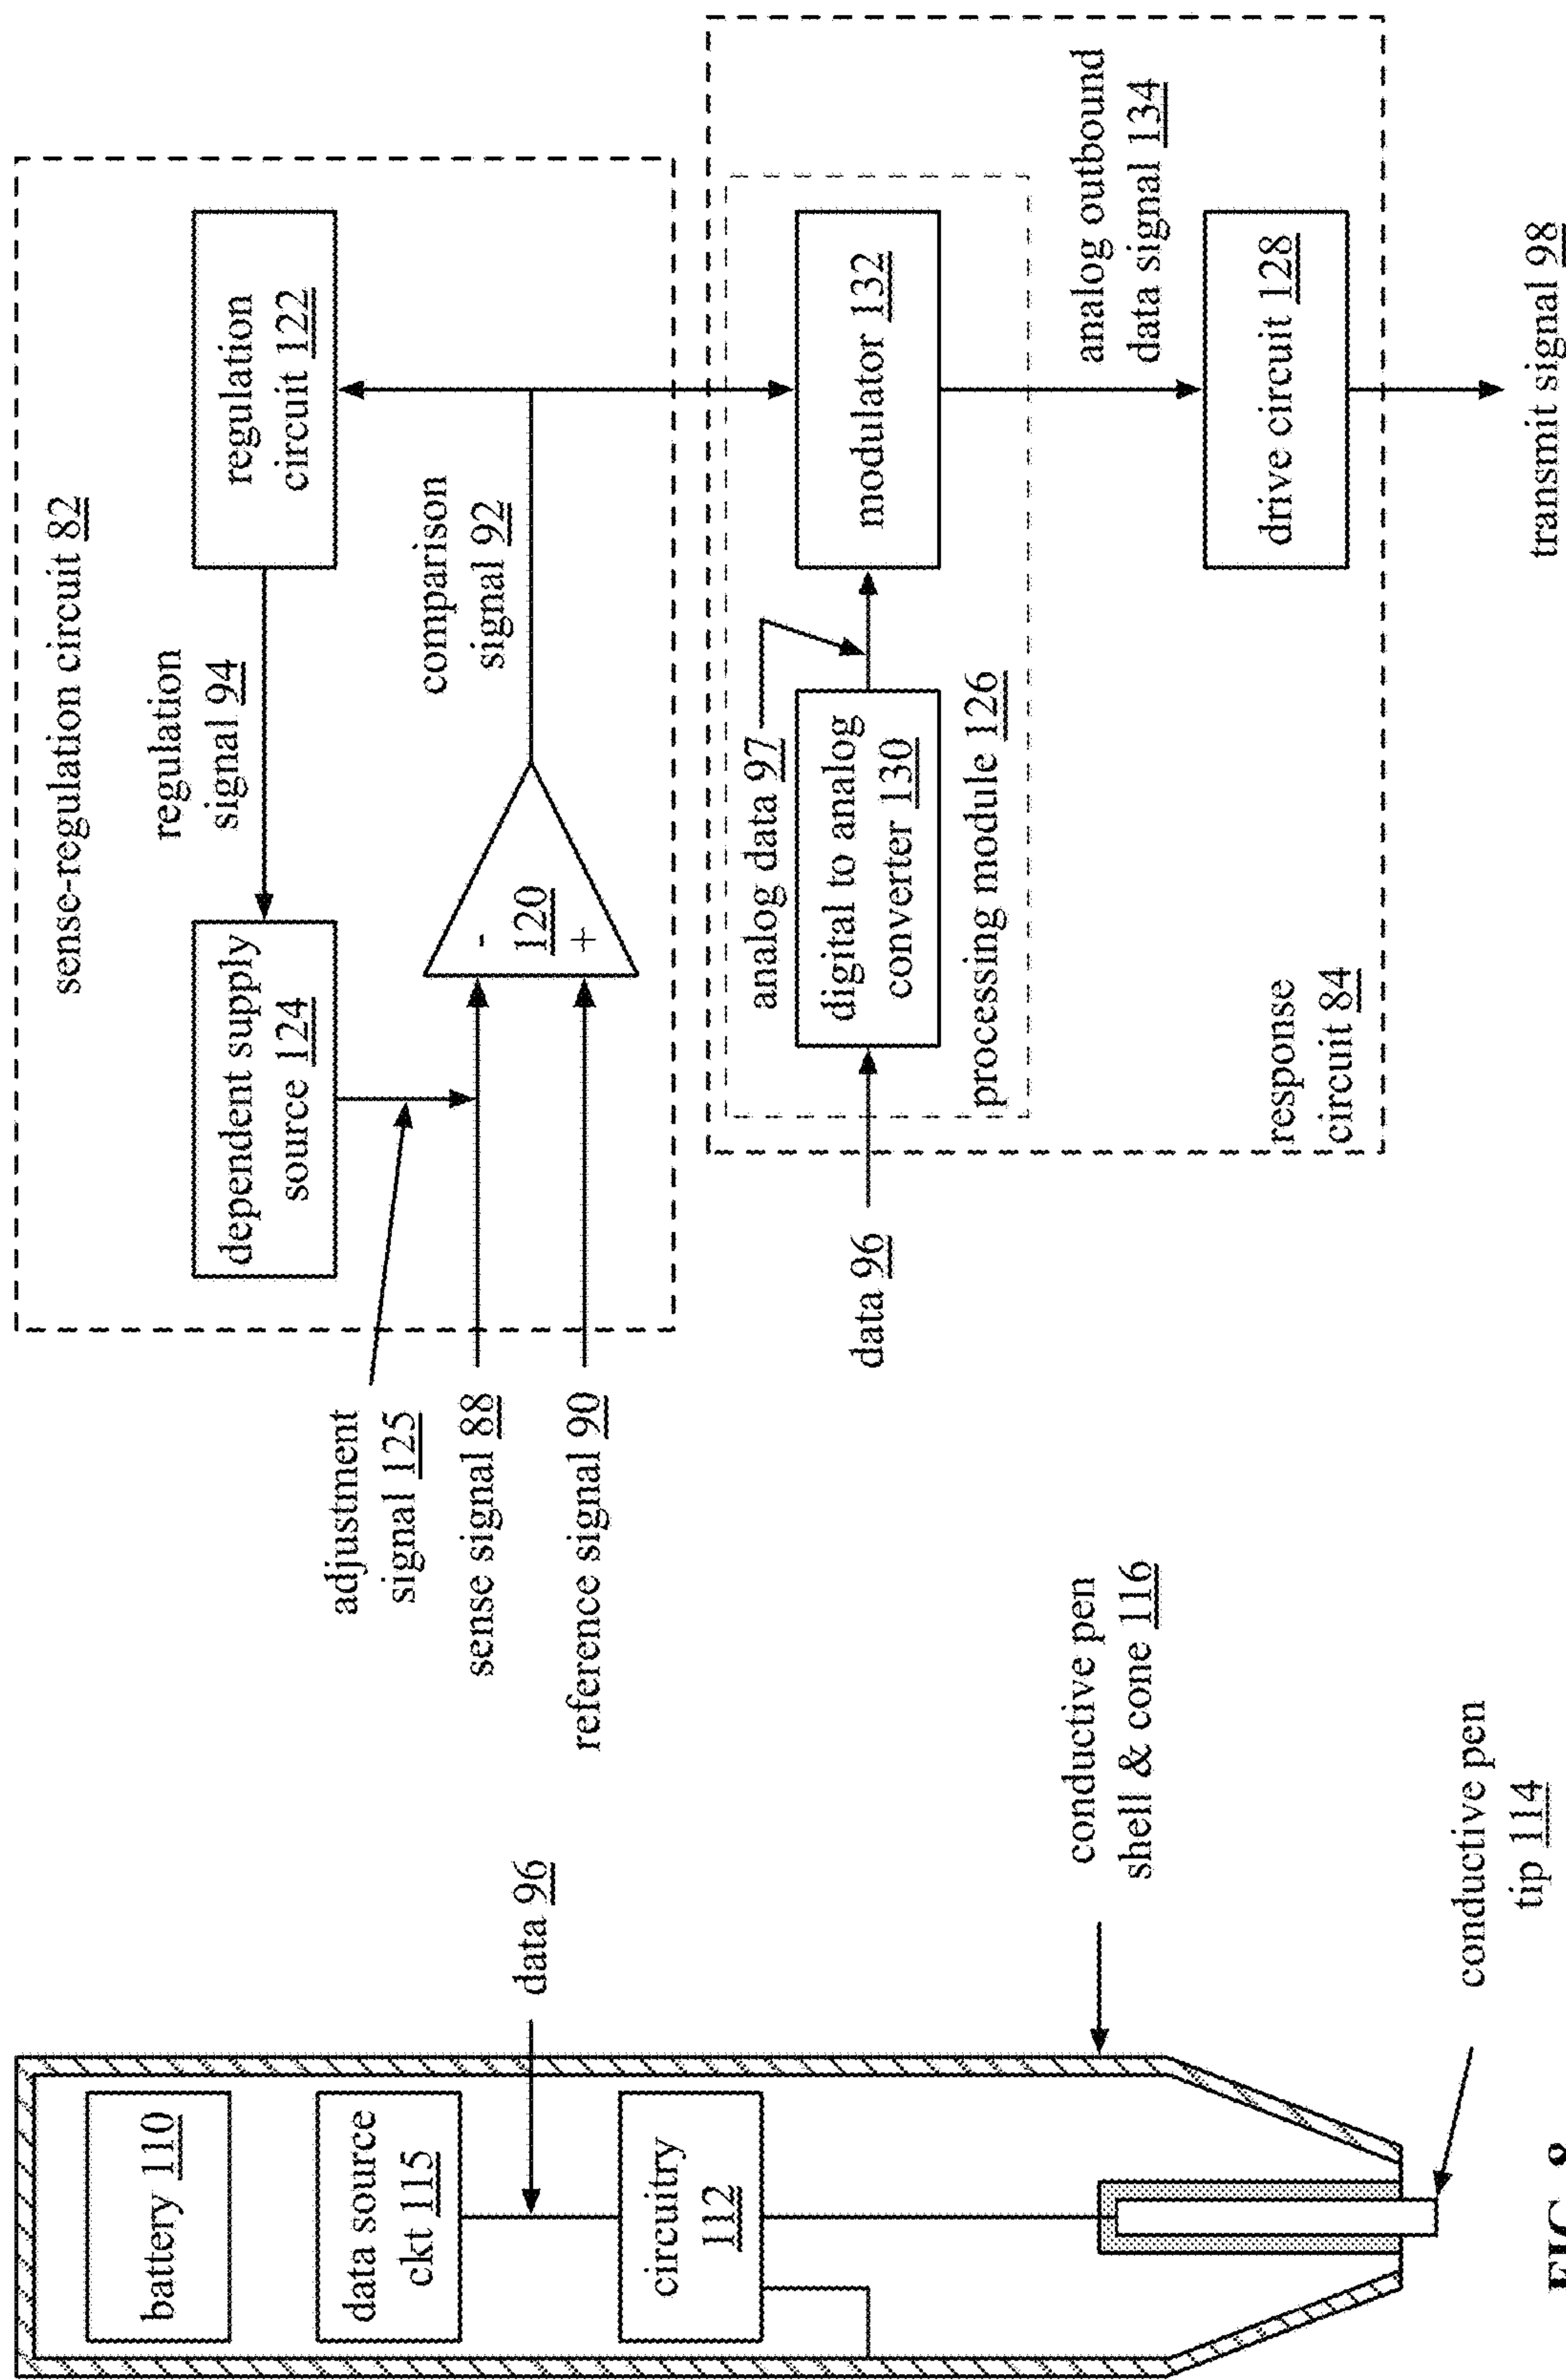 sense-regulation circuit 82
dependent supply
source 124
regulation
signal 94
regulation
circuit 122
adjustment
signal 125
sense signal 88
reference signal 90
-
120
+
comparison
signal 92
data 96
analog data 97
digital to analog
converter 130
modulator 132
processing module 126
analog outbound
data signal 134
response
circuit 84
drive circuit 128
transmit signal 98
battery 110
data source
ckt 115
data 96
circuitry
112
conductive pen
shell & cone 116
conductive pen
tip 114
FIG. 8